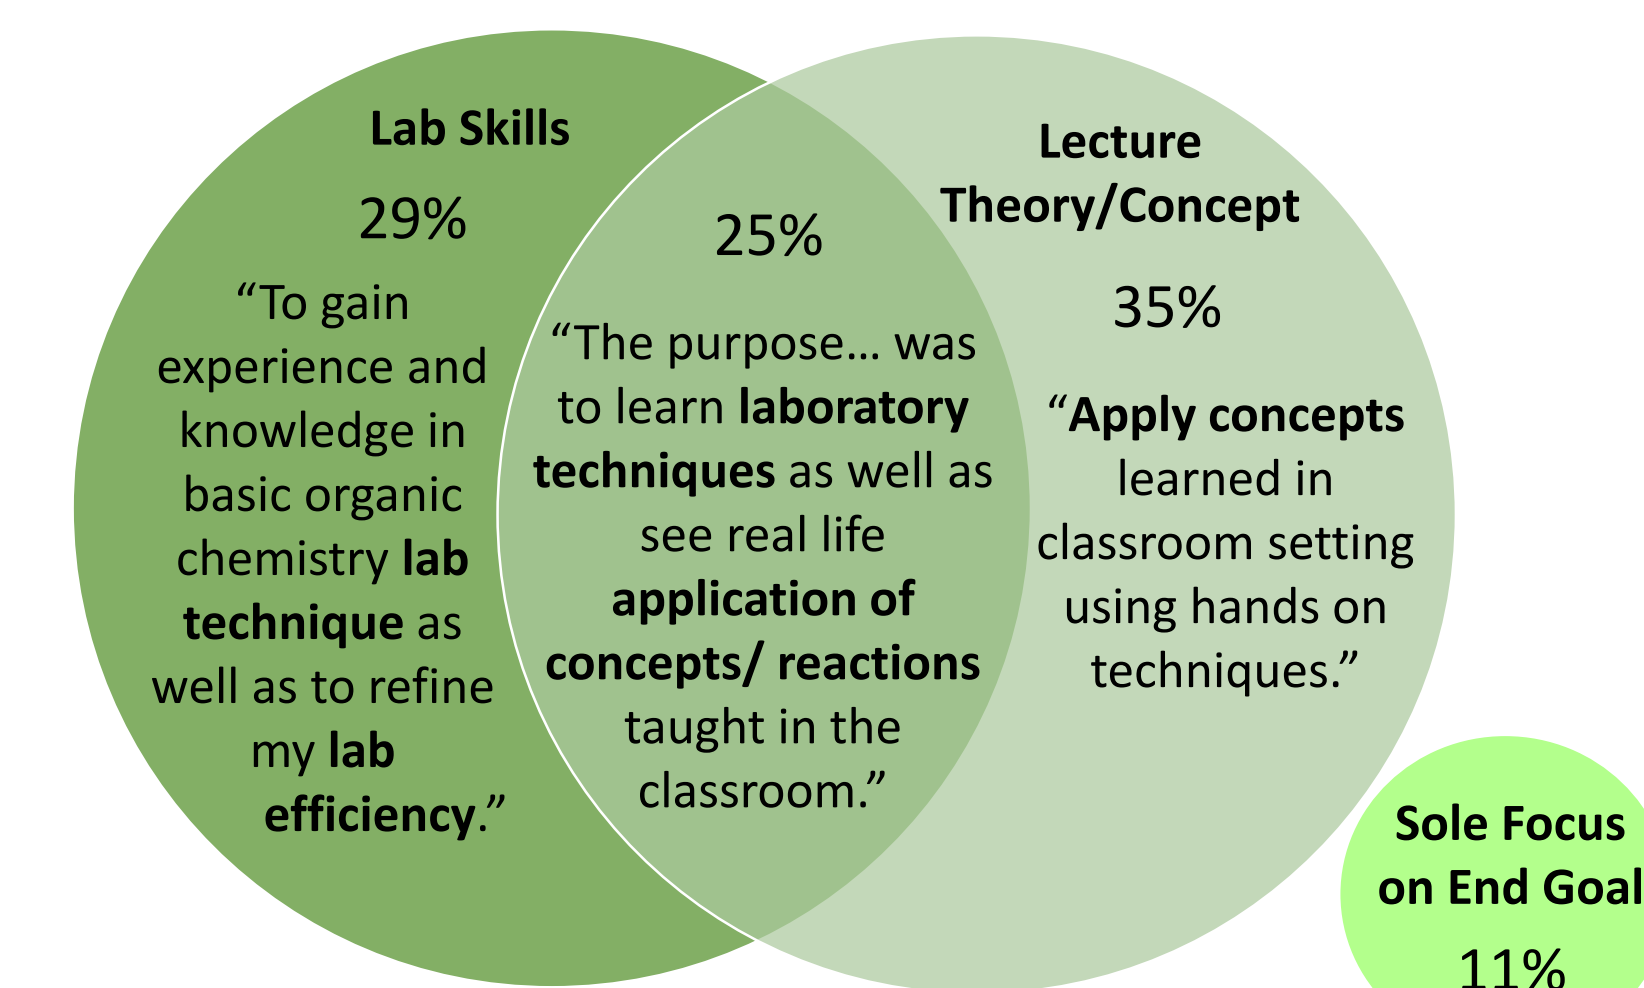 Lab Skills
29%
“To gain
experience and
knowledge in
basic organic
chemistry lab
technique as
well as to refine
my lab
efficiency.”
25%
“The purpose... was
to learn laboratory
techniques as well as
see real life
application of
concepts/ reactions
taught in the
classroom.”
Lecture
Theory/Concept
35%
“Apply concepts
learned in
classroom setting
using hands on
techniques.”
Sole Focus
on End Goal
11%